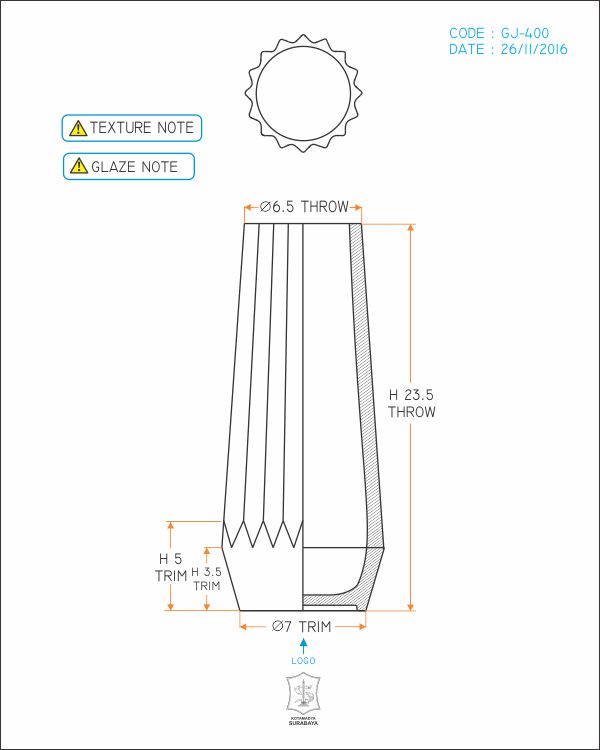 CODE : GJ-400
DATE : 26/11/2016
TEXTURE NOTE
GLAZE NOTE
Ø6.5 THROW
H 23.5
THROW
H 5
TRIM
H 3.5
TRIM
Ø7 TRIM
LOGO
KOTAMADYA
SURABAYA